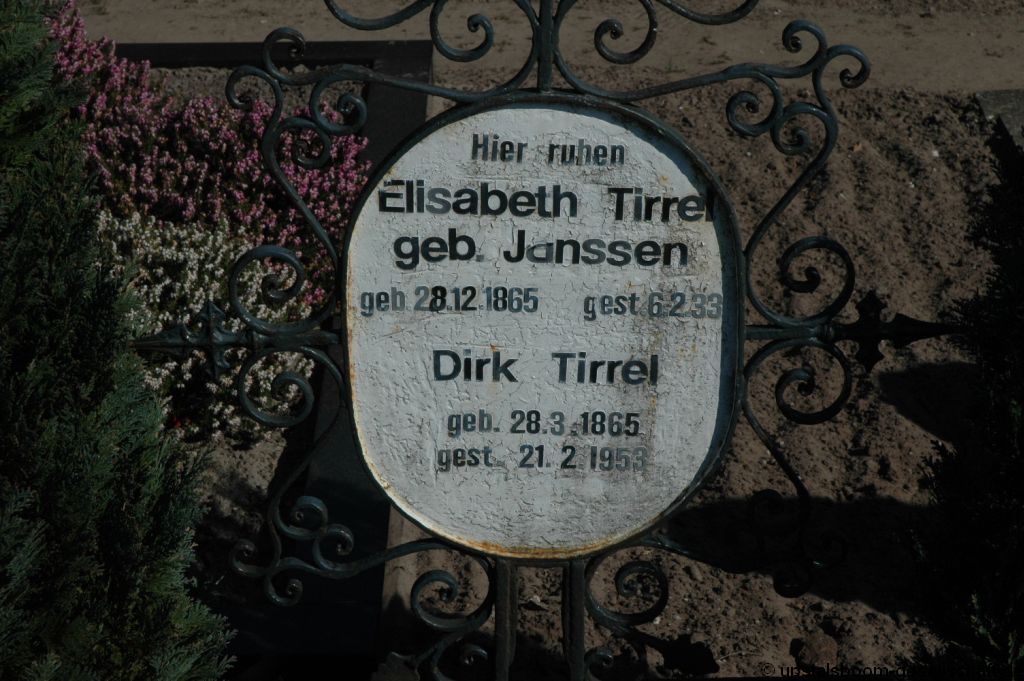 Hier ruhen
Elisabeth Tirrel
geb. Janssen
geb. 28.12.1865 gest. 6.2.33
Dirk Tirrel
geb. 28.3.1865
gest. 21.2.1953